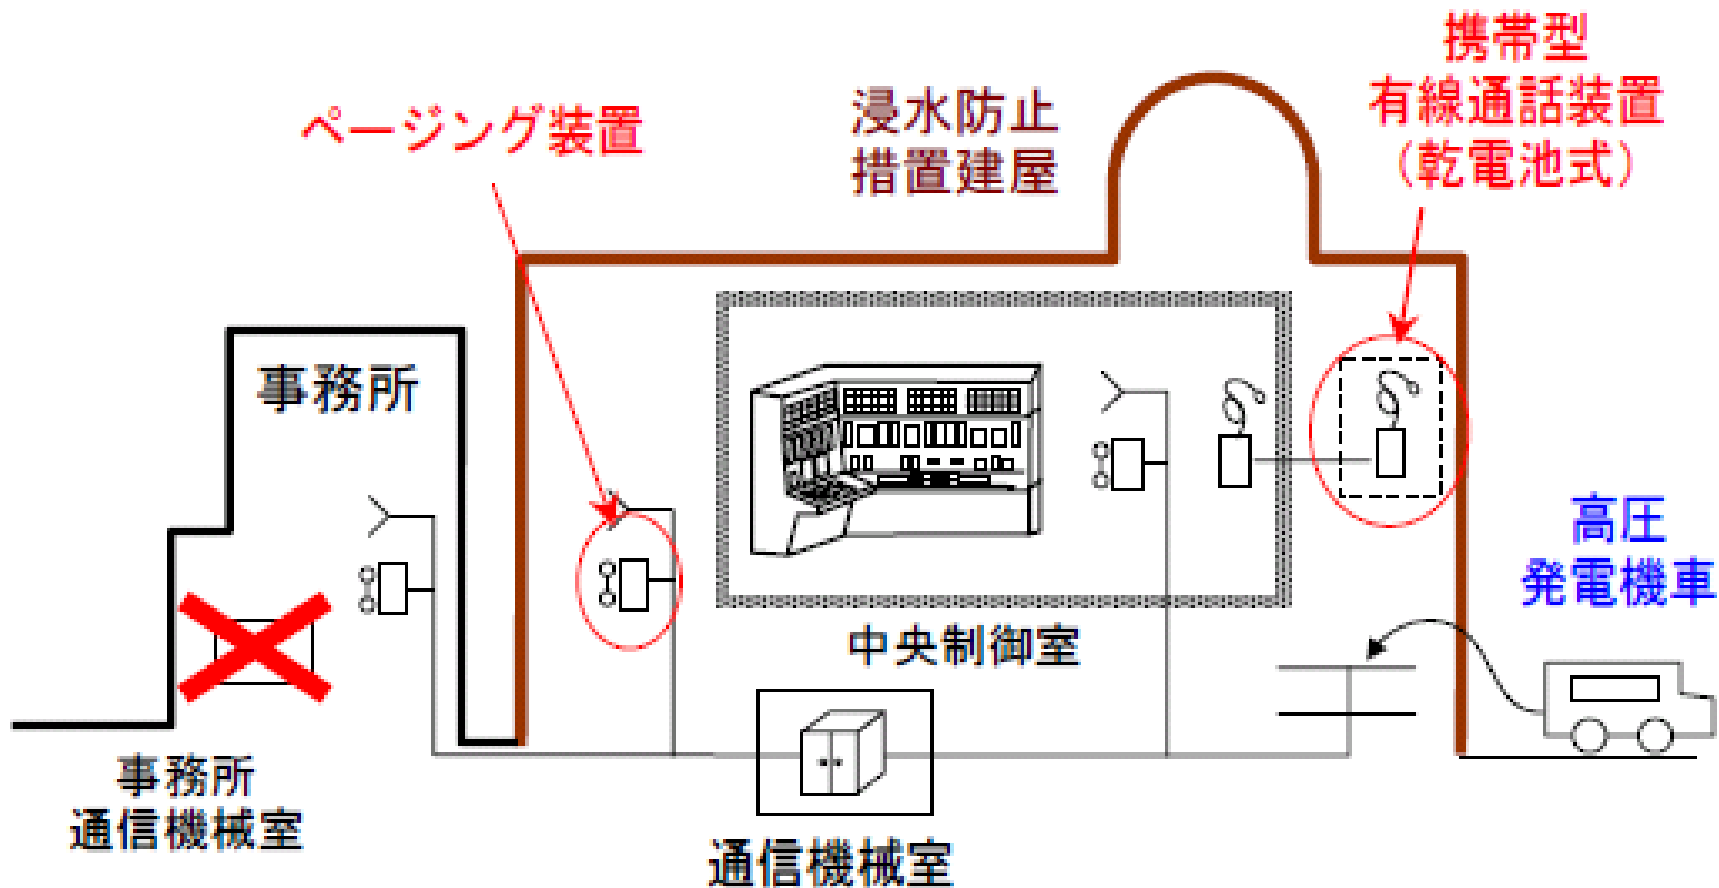 携帯型
有線通話装置
（乾電池式）
浸水防止
措置建屋
ページング装置
事務所
高圧
発電機車
中央制御室
事務所
通信機械室
通信機械室